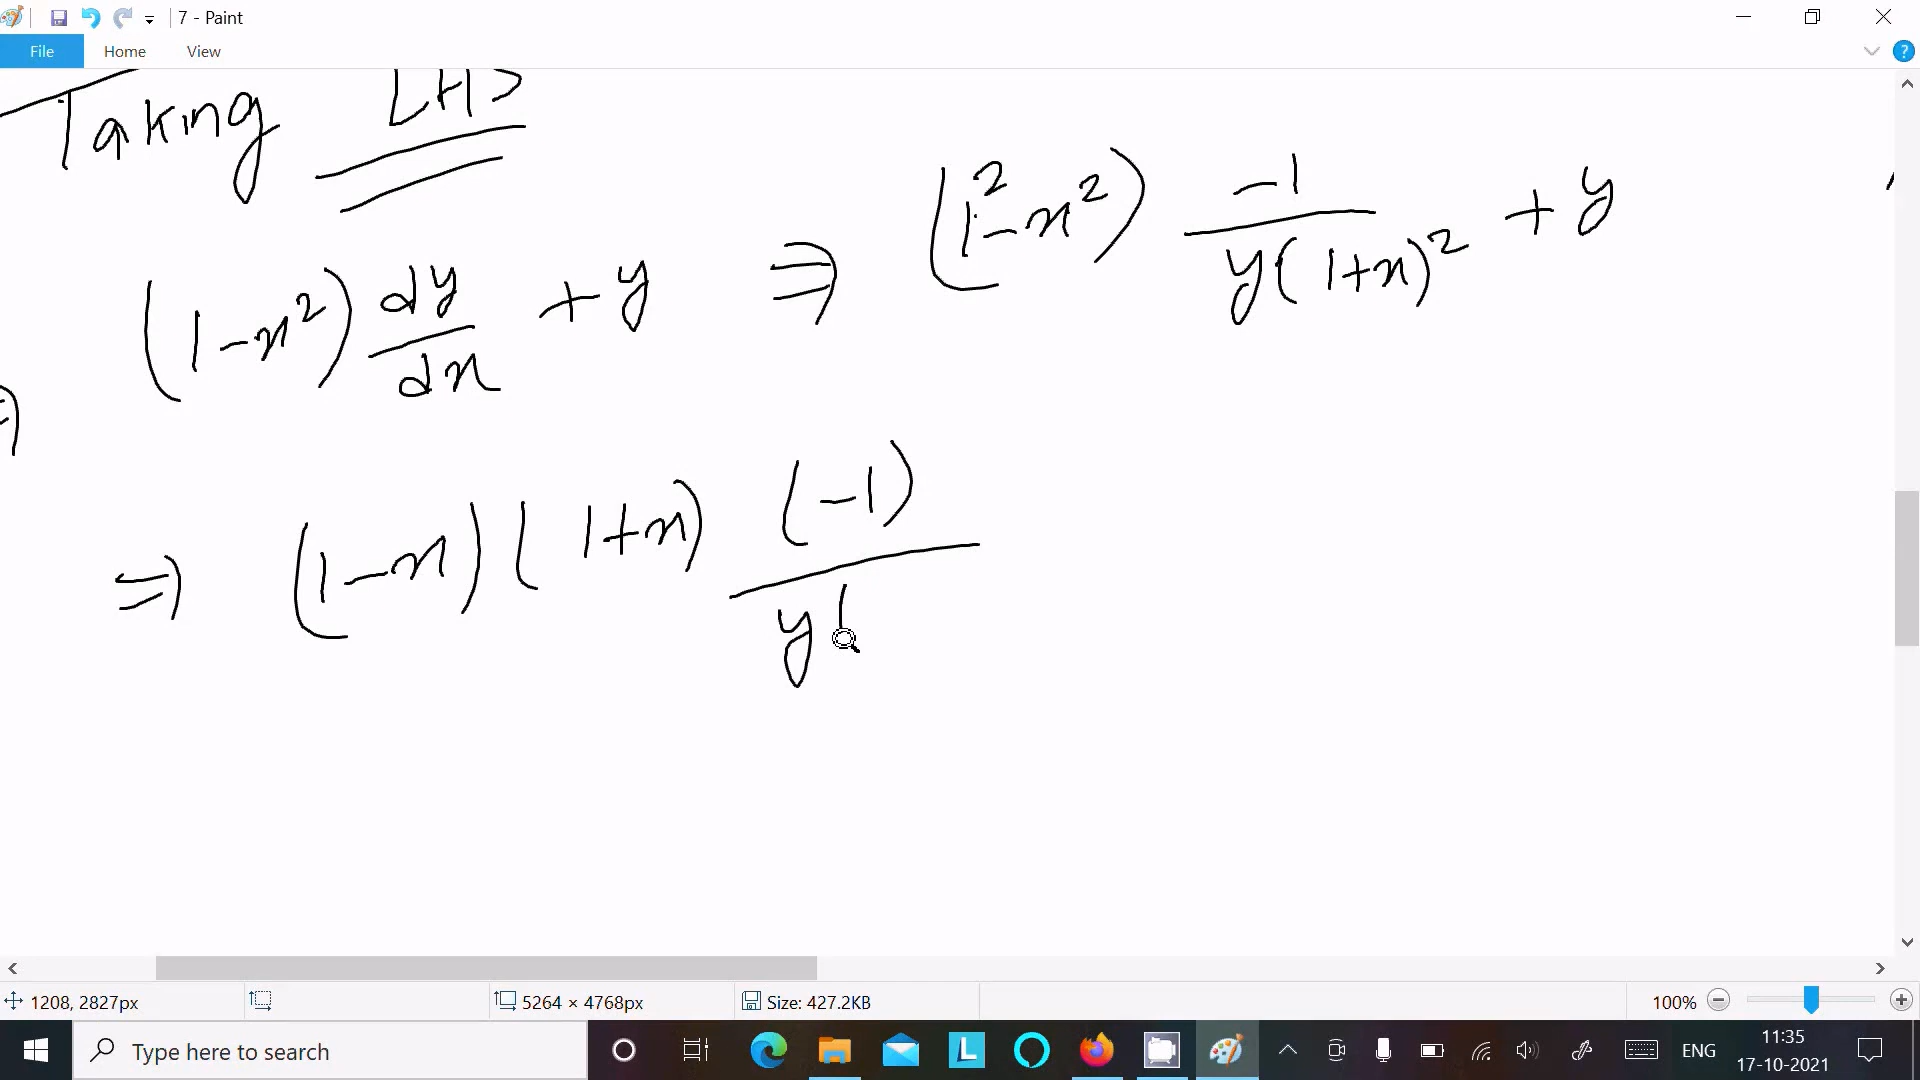 7 - Paint
File Home View
Taking LHS
(1-x²) dy/dx + y ⇒ (1²-x²) -1/y(1+x)² + y
⇒ (1-x)(1+x) (-1)/y(
1208, 2827px 5264 × 4768px Size: 427.2KB 100%
Type here to search L ENG 11:35
17-10-2021